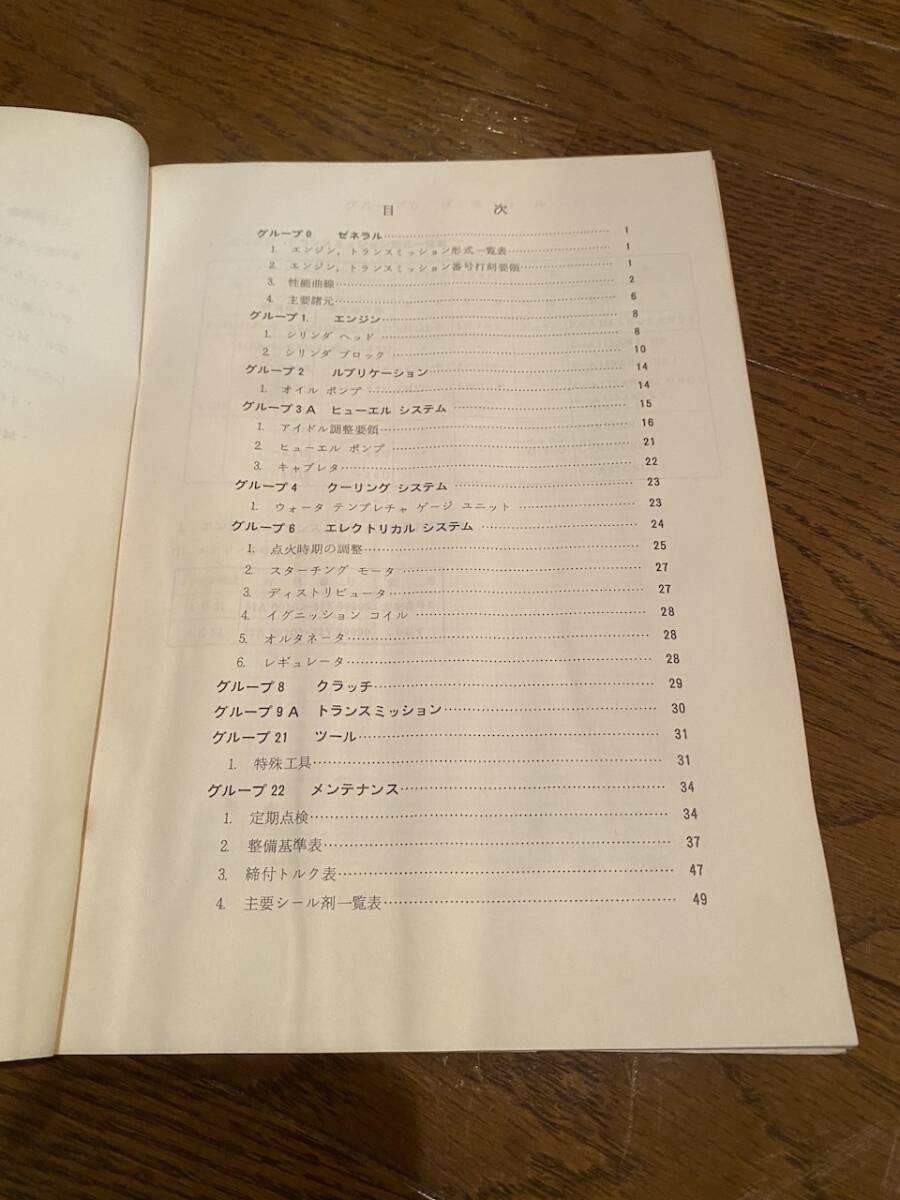 目 次
グループ0 ゼネラル……………………1
1. エンジン，トランスミッション形式一覧表……………………1
2. エンジン，トランスミッション番号打刻要領……………………1
3. 性能曲線……………………2
4. 主要諸元……………………6
グループ1. エンジン……………………8
1. シリンダ ヘッド……………………8
2. シリンダ ブロック……………………10
グループ2 ルブリケーション……………………14
1. オイル ポンプ……………………14
グループ3A ヒューエル システム……………………15
1. アイドル調整要領……………………16
2. ヒューエル ポンプ……………………21
3. キャブレタ……………………22
グループ4 クーリング システム……………………23
1. ウォータ テンプレチャ ゲージ ユニット……………………23
グループ6 エレクトリカル システム……………………24
1. 点火時期の調整……………………25
2. スターチング モータ……………………27
3. ディストリビュータ……………………27
4. イグニッション コイル……………………28
5. オルタネータ……………………28
6. レギュレータ……………………28
グループ8 クラッチ……………………29
グループ9A トランスミッション……………………30
グループ21 ツール……………………31
1. 特殊工具……………………31
グループ22 メンテナンス……………………34
1. 定期点検……………………34
2. 整備基準表……………………37
3. 締付トルク表……………………47
4. 主要シール剤一覧表……………………49